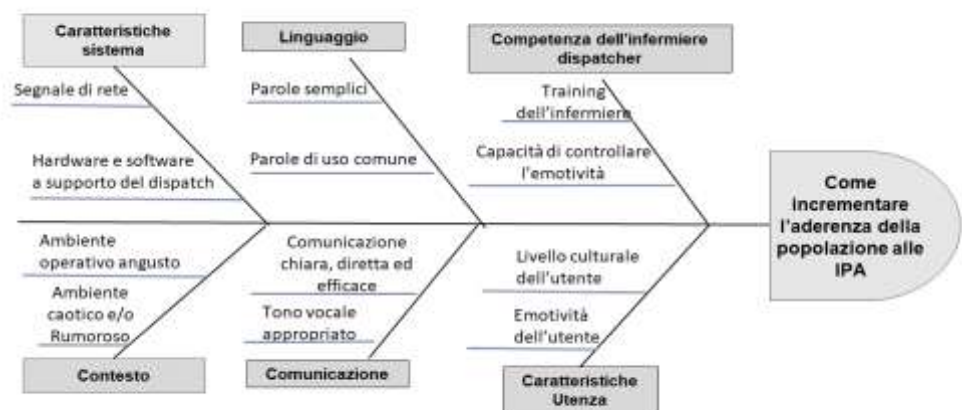 Caratteristiche
sistema
Linguaggio
Competenza dell'infermiere
dispatcher
Segnale di rete
Hardware e software
a supporto del dispatch
Parole semplici
Parole di uso comune
Training
dell'infermiere
Capacità di controllare
l'emotività
Come
incrementare
l'aderenza della
popolazione alle
IPA
Ambiente
operativo angusto
Ambiente
caotico e/o
Rumoroso
Comunicazione
chiara, diretta ed
efficace
Tono vocale
appropriato
Livello culturale
dell'utente
Emotività
dell'utente
Contesto
Comunicazione
Caratteristiche
Utenza